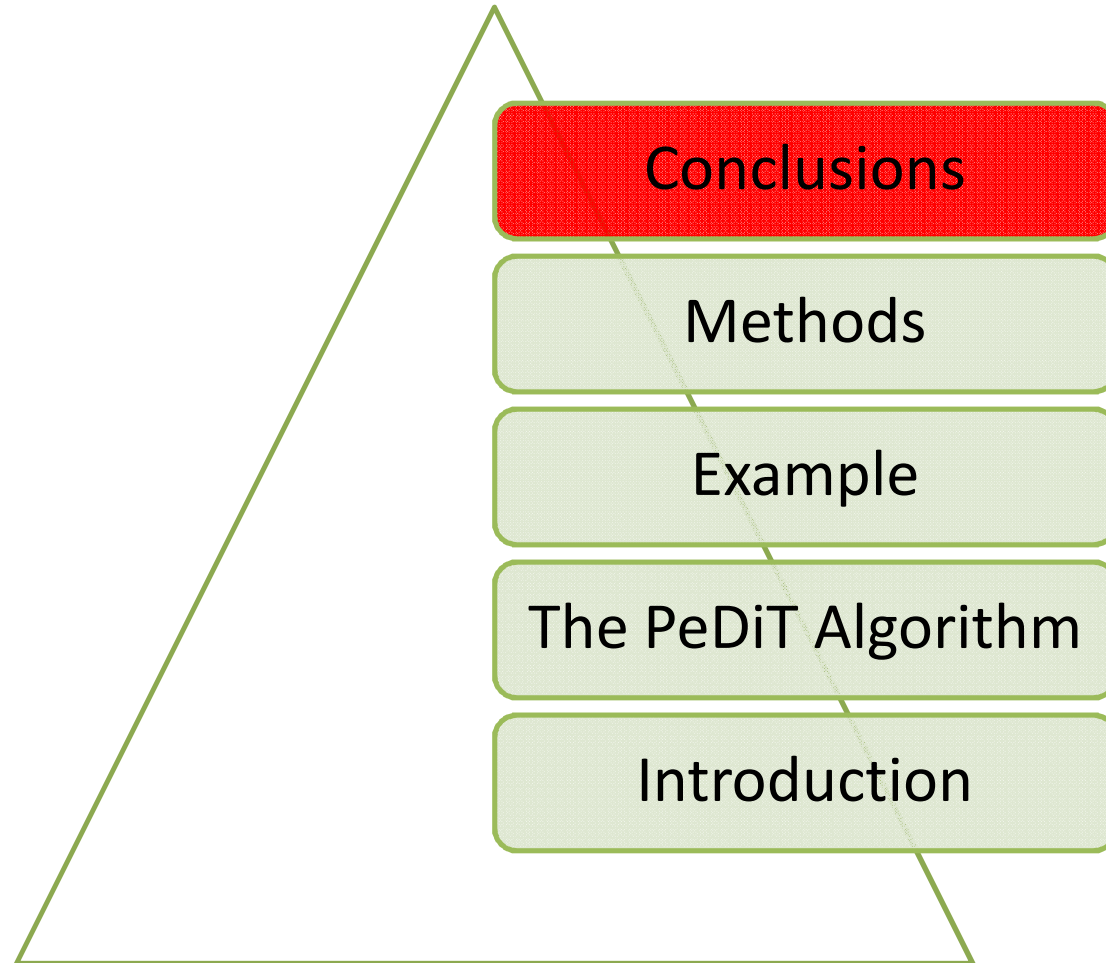 Conclusions
Methods
Example
The PeDiT Algorithm
Introduction